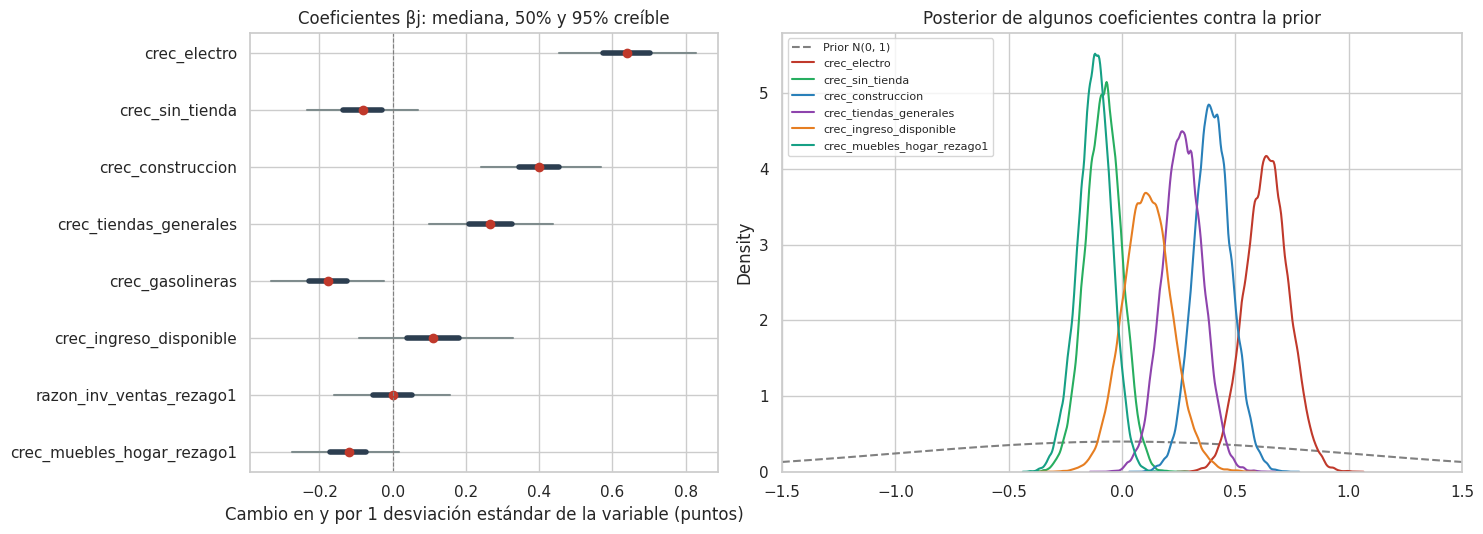 Coeficientes βj: mediana, 50% y 95% creíble
crec_electro
crec_sin_tienda
crec_construccion
crec_tiendas_generales
crec_gasolineras
crec_ingreso_disponible
razon_inv_ventas_rezago1
crec_muebles_hogar_rezago1
−0.2 0.0 0.2 0.4 0.6 0.8
Cambio en y por 1 desviación estándar de la variable (puntos)
Posterior de algunos coeficientes contra la prior
Prior N(0, 1)
crec_electro
crec_sin_tienda
crec_construccion
crec_tiendas_generales
crec_ingreso_disponible
crec_muebles_hogar_rezago1
Density
5
4
3
2
1
0
−1.5 −1.0 −0.5 0.0 0.5 1.0 1.5